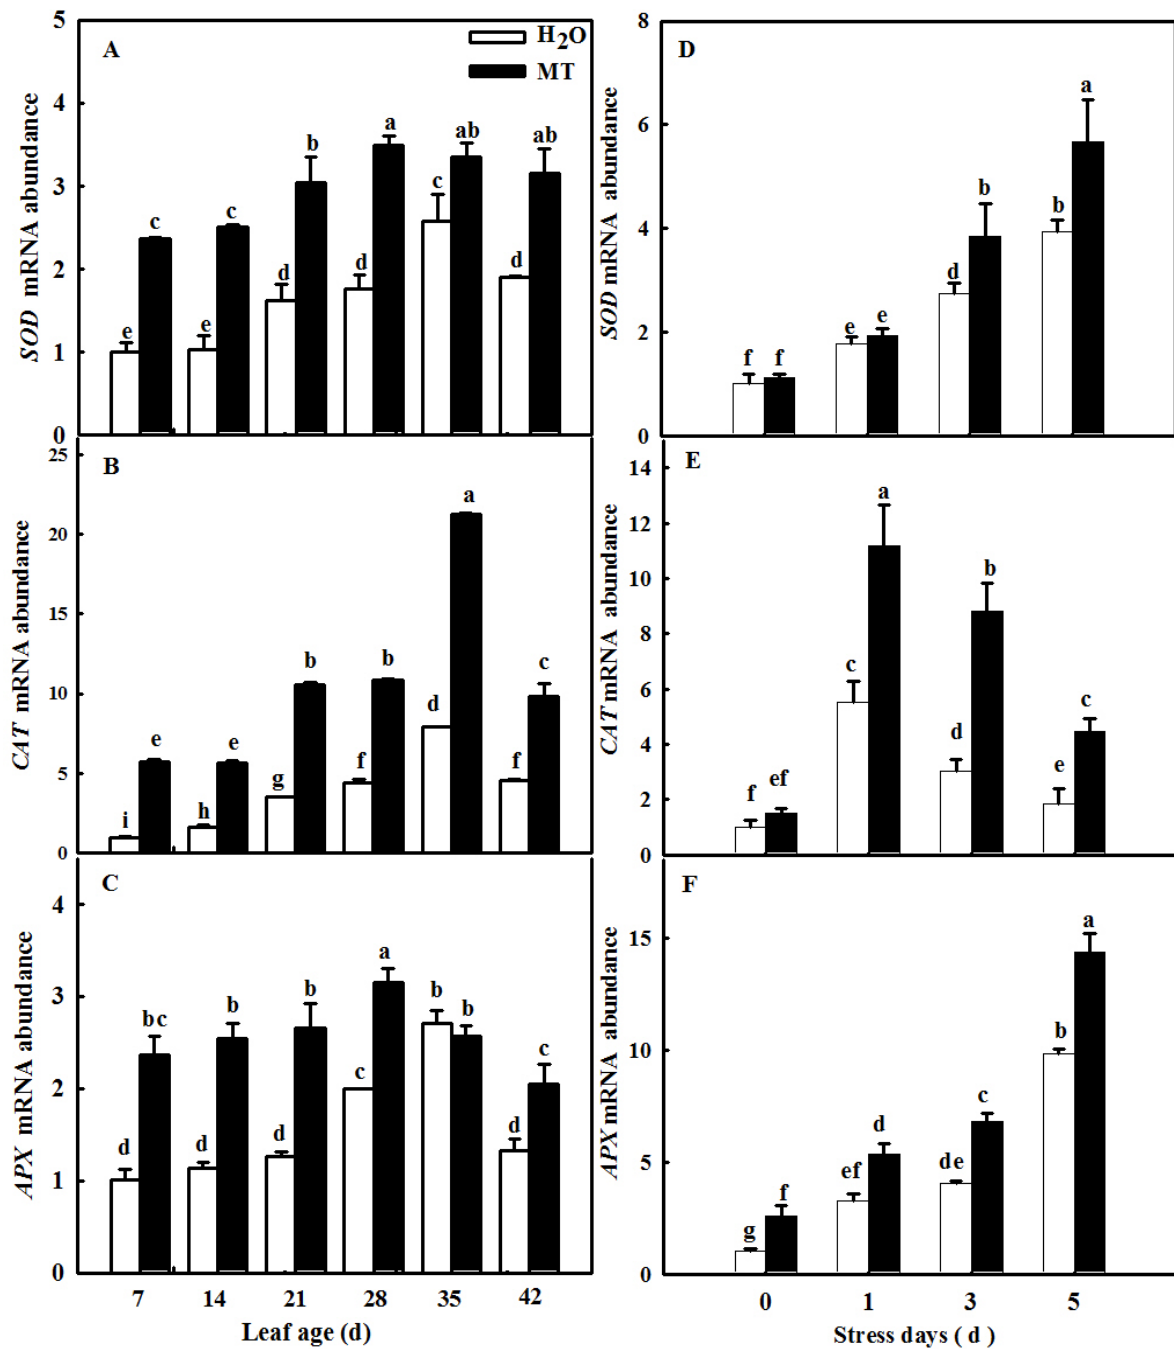 A
H2O
MT
SOD mRNA abundance
5
4
3
2
1
0
e c e c d b d a c ab d ab
B
CAT mRNA abundance
25
20
15
10
5
0
i e h e g b f b d a f c
C
APX mRNA abundance
4
3
2
1
0
d bc d b d b c a b b d c
7 14 21 28 35 42
Leaf age (d)
D
SOD mRNA abundance
8
6
4
2
0
f f e e d b b a
E
CAT mRNA abundance
14
12
10
8
6
4
2
0
f ef c a d b e c
F
APX mRNA abundance
15
10
5
0
g f ef d de c b a
0 1 3 5
Stress days ( d )